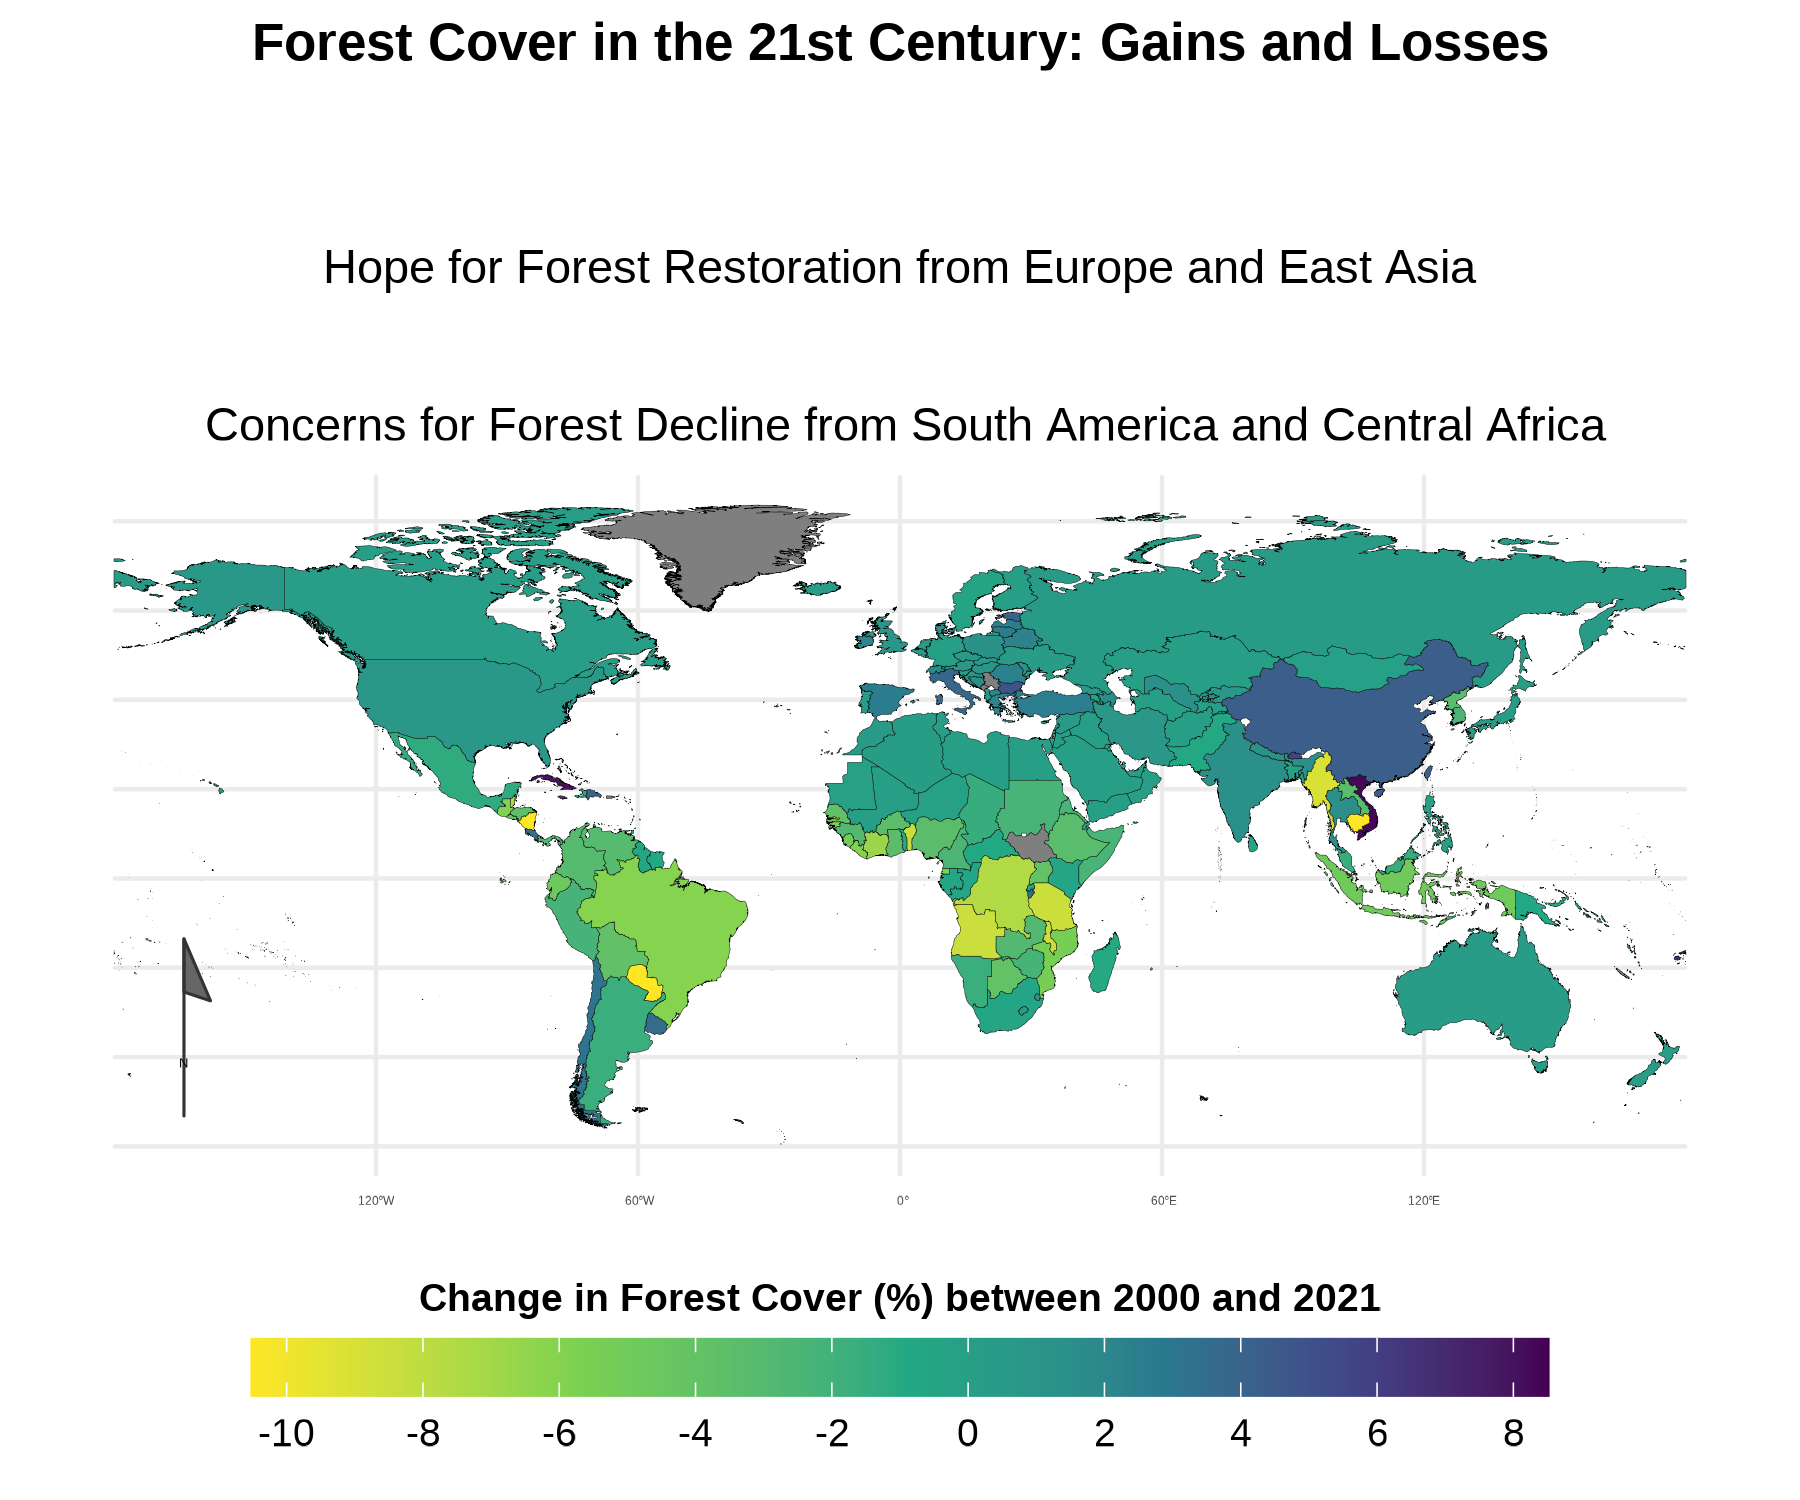 Forest Cover in the 21st Century: Gains and Losses
Hope for Forest Restoration from Europe and East Asia
Concerns for Forest Decline from South America and Central Africa
N
120°W 60°W 0° 60°E 120°E
Change in Forest Cover (%) between 2000 and 2021
-10 -8 -6 -4 -2 0 2 4 6 8